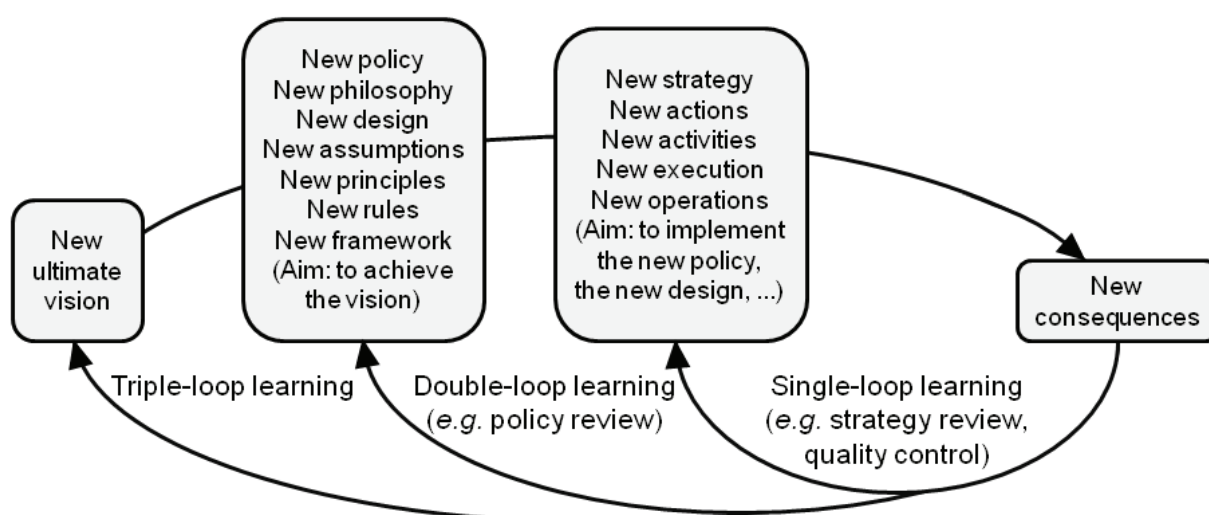 New
ultimate
vision
New policy
New philosophy
New design
New assumptions
New principles
New rules
New framework
(Aim: to achieve
the vision)
New strategy
New actions
New activities
New execution
New operations
(Aim: to implement
the new policy,
the new design, ...)
New
consequences
Triple-loop learning
Double-loop learning
(e.g. policy review)
Single-loop learning
(e.g. strategy review,
quality control)